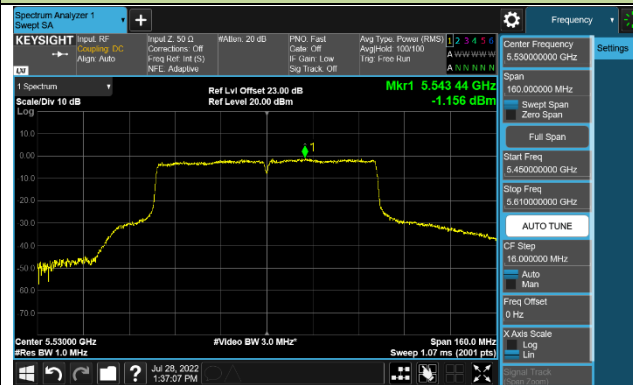 Spectrum Analyzer 1
Swept SA
Frequency
KEYSIGHT
Input: RF
Coupling: DC
Align: Auto
Input Z: 50 Ω
Corrections: Off
Freq Ref: Int (S)
NFE: Adaptive
#Atten: 20 dB
PNO: Fast
Gate: Off
IF Gain: Low
Sig Track: Off
Avg Type: Power (RMS)
Avg|Hold: 100/100
Trig: Free Run
1 2 3 4 5 6
A W W W W W
A N N N N N
LXI
1 Spectrum
Scale/Div 10 dB
Log
Ref Lvl Offset 23.00 dB
Ref Level 20.00 dBm
Mkr1 5.543 44 GHz
-1.156 dBm
10.0
0.00
-10.0
-20.0
-30.0
-40.0
-50.0
-60.0
-70.0
1
Center 5.53000 GHz
#Res BW 1.0 MHz
#Video BW 3.0 MHz*
Span 160.0 MHz
Sweep 1.07 ms (2001 pts)
Center Frequency
5.530000000 GHz
Settings
Span
160.000000 MHz
Swept Span
Zero Span
Full Span
Start Freq
5.450000000 GHz
Stop Freq
5.610000000 GHz
AUTO TUNE
CF Step
16.000000 MHz
Auto
Man
Freq Offset
0 Hz
X Axis Scale
Log
Lin
Signal Track
(Span Zoom)
?
Jul 28, 2022
1:37:07 PM